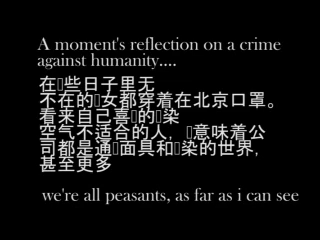 A moment's reflection on a crime
against humanity....
在些日子里无
不在的女都穿着在北京口罩。
看来自己喜的染
空气不适合的人，意味着公
司都是通面具和染的世界，
甚至更多
we're all peasants, as far as i can see